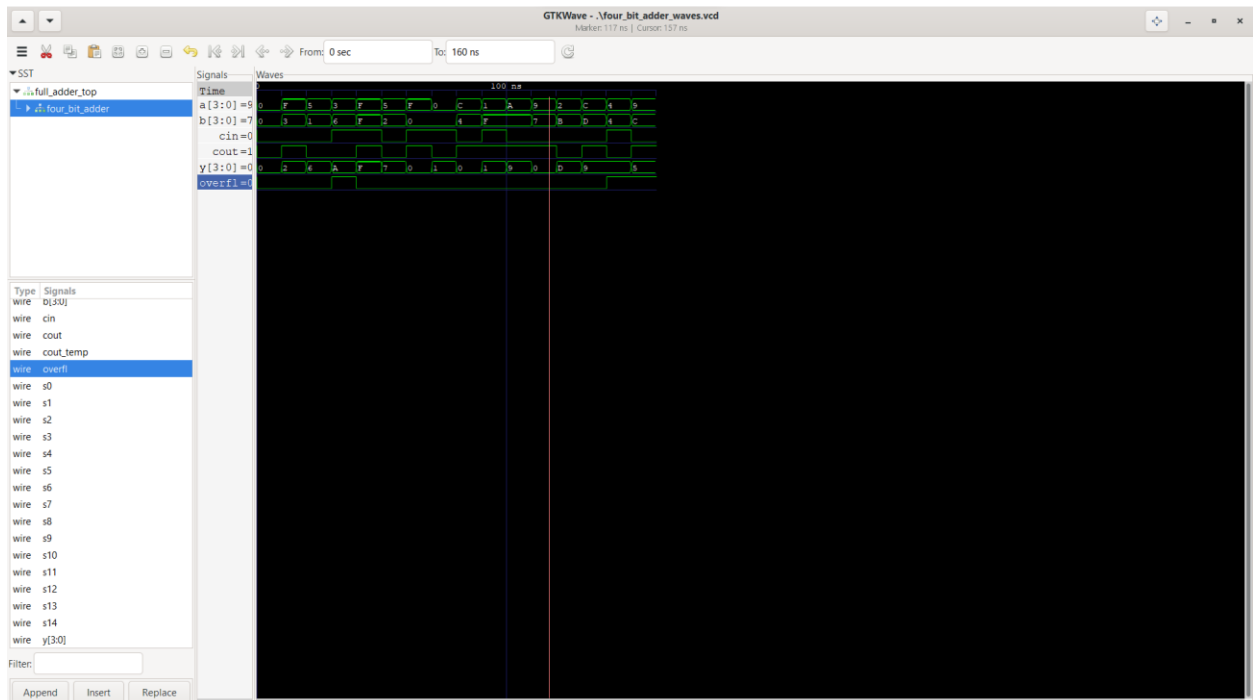 GTKWave - .\four_bit_adder_waves.vcd
Marker: 117 ns | Cursor: 157 ns
From: 0 sec To: 160 ns
SST
full_adder_top
four_bit_adder
Type Signals
wire b[3:0]
wire cin
wire cout
wire cout_temp
wire overfl
wire s0
wire s1
wire s2
wire s3
wire s4
wire s5
wire s6
wire s7
wire s8
wire s9
wire s10
wire s11
wire s12
wire s13
wire s14
wire y[3:0]
Filter:
Append Insert Replace
Signals
Time
a[3:0]=9
b[3:0]=7
cin=0
cout=1
y[3:0]=0
overfl=0
Waves
0 100 ns
0 F 5 3 F 5 F 0 C 1 A 9 2 C 4 9
0 3 1 6 F 2 0 4 F 7 B D 4 C
0 2 6 A F 7 0 1 0 1 9 0 D 9 5